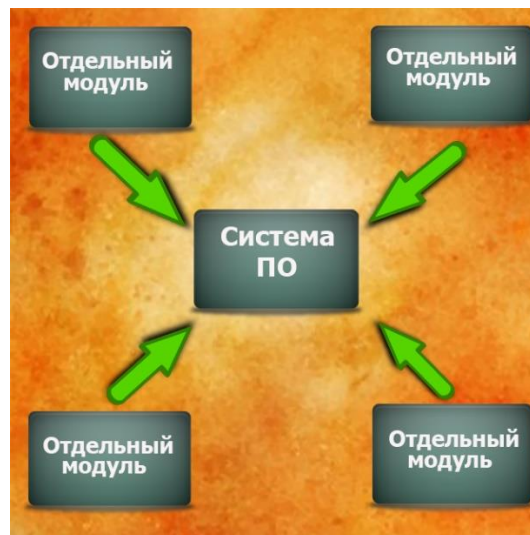 Отдельный
модуль
Отдельный
модуль
Система
ПО
Отдельный
модуль
Отдельный
модуль